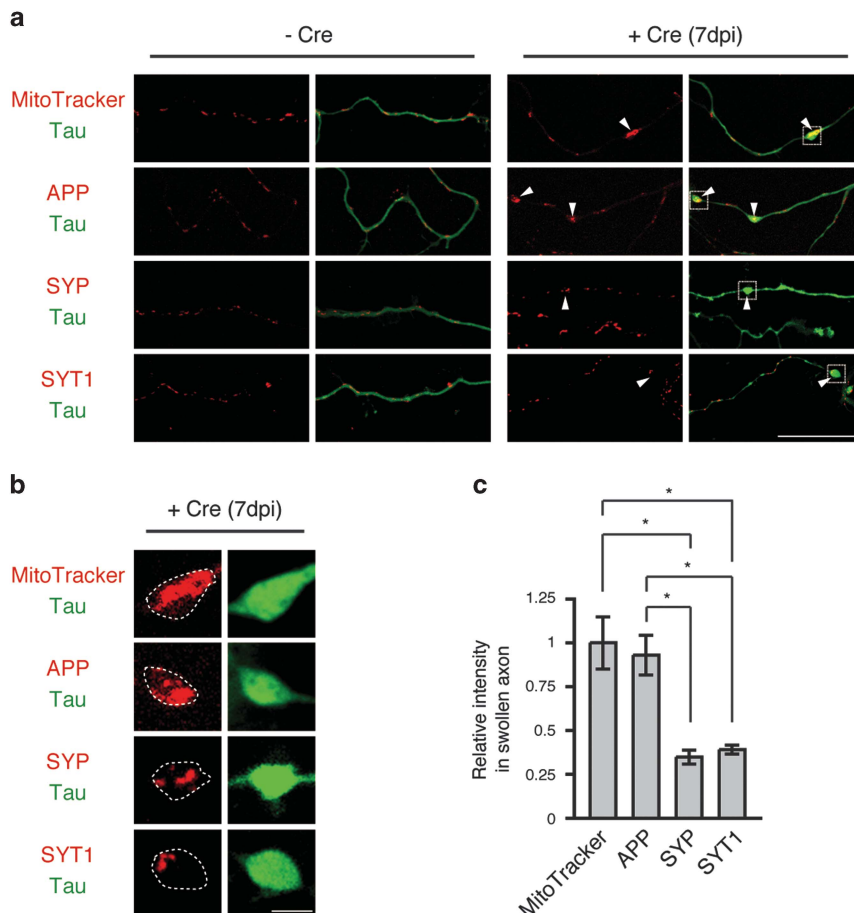 a
- Cre
+ Cre (7dpi)
MitoTracker
Tau
APP
Tau
SYP
Tau
SYT1
Tau
b
+ Cre (7dpi)
MitoTracker
Tau
APP
Tau
SYP
Tau
SYT1
Tau
c
*
*
*
*
Relative intensity
in swollen axon
1.25
1
0.75
0.5
0.25
0
MitoTracker
APP
SYP
SYT1